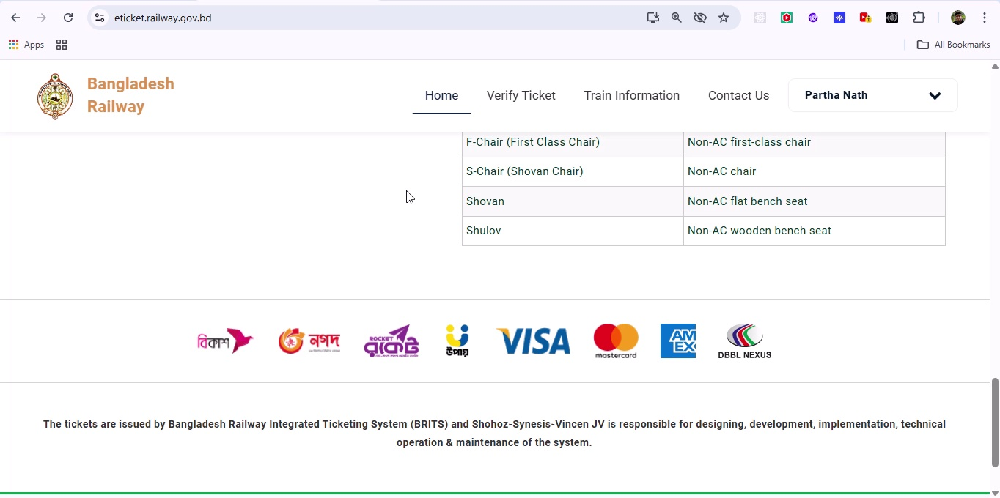 eticket.railway.gov.bd
Apps
All Bookmarks
Bangladesh
Railway
Home
Verify Ticket
Train Information
Contact Us
Partha Nath
F-Chair (First Class Chair)
Non-AC first-class chair
S-Chair (Shovan Chair)
Non-AC chair
Shovan
Non-AC flat bench seat
Shulov
Non-AC wooden bench seat
বিকাশ
নগদ
ROCKET
রকেট
উপায়
VISA
mastercard
AM
EX
DBBL NEXUS
The tickets are issued by Bangladesh Railway Integrated Ticketing System (BRITS) and Shohoz-Synesis-Vincen JV is responsible for designing, development, implementation, technical
operation & maintenance of the system.